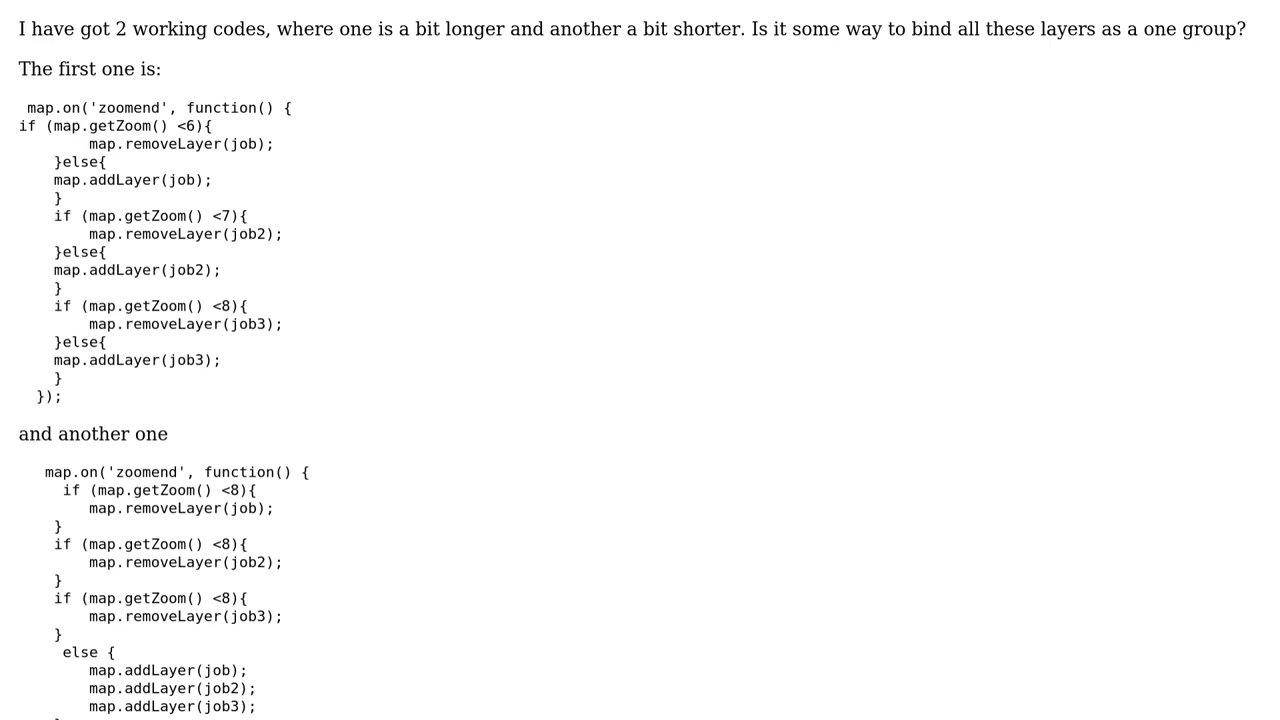 I have got 2 working codes, where one is a bit longer and another a bit shorter. Is it some way to bind all these layers as a one group?
The first one is:
map.on('zoomend', function() {
if (map.getZoom() <6){
map.removeLayer(job);
}else{
map.addLayer(job);
}
if (map.getZoom() <7){
map.removeLayer(job2);
}else{
map.addLayer(job2);
}
if (map.getZoom() <8){
map.removeLayer(job3);
}else{
map.addLayer(job3);
}
});
and another one
map.on('zoomend', function() {
if (map.getZoom() <8){
map.removeLayer(job);
}
if (map.getZoom() <8){
map.removeLayer(job2);
}
if (map.getZoom() <8){
map.removeLayer(job3);
}
else {
map.addLayer(job);
map.addLayer(job2);
map.addLayer(job3);